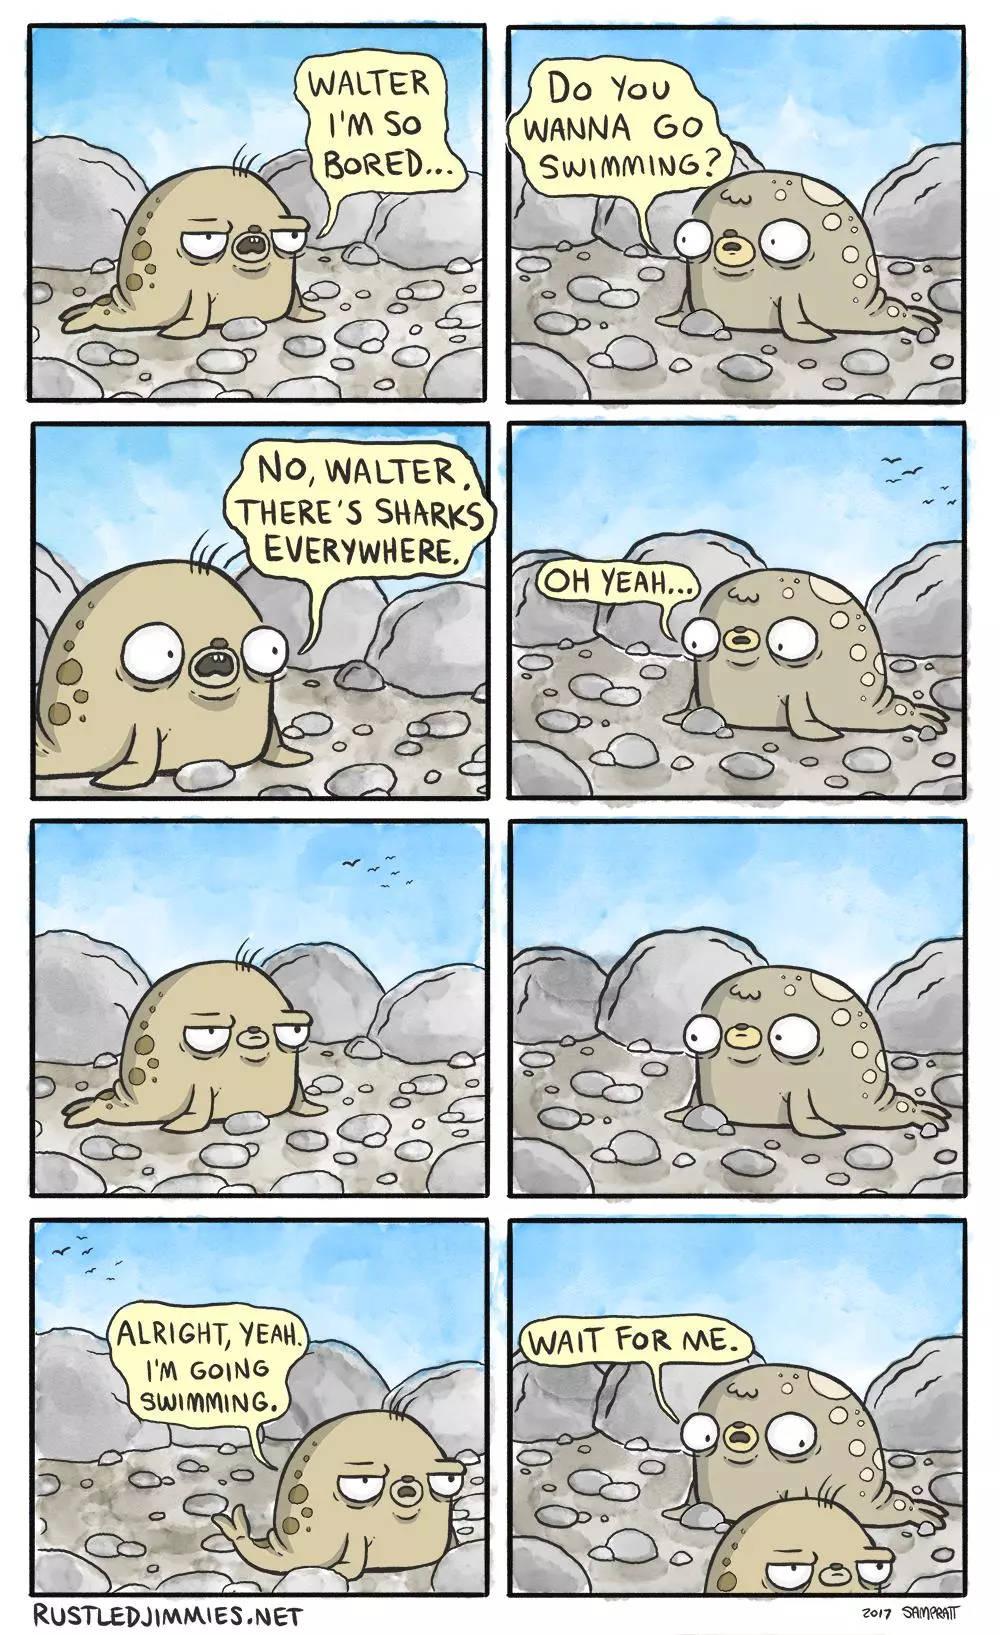 WALTER
I'M SO
BORED...
DO YOU
WANNA GO
SWIMMING?
NO, WALTER.
THERE'S SHARKS
EVERYWHERE.
OH YEAH...
ALRIGHT, YEAH.
I'M GOING
SWIMMING.
WAIT FOR ME.
RUSTLEDJIMMIES.NET
2017 SAMPRATT